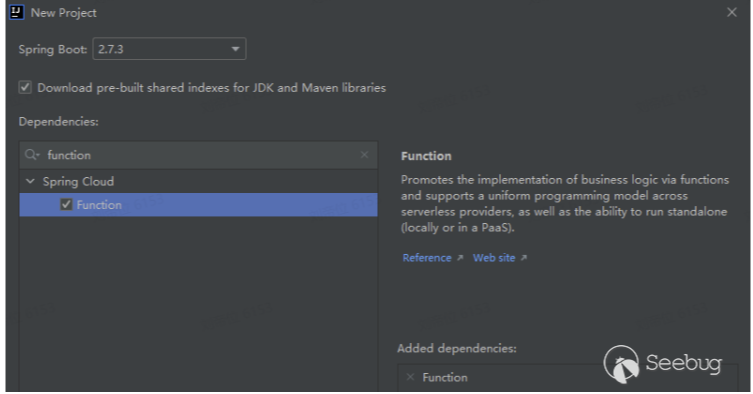 New Project
Spring Boot: 2.7.3
Download pre-built shared indexes for JDK and Maven libraries
Dependencies:
function
Spring Cloud
Function
Function
Promotes the implementation of business logic via functions
and supports a uniform programming model across
serverless providers, as well as the ability to run standalone
(locally or in a PaaS).
Reference Web site
Added dependencies:
Function
Seebug